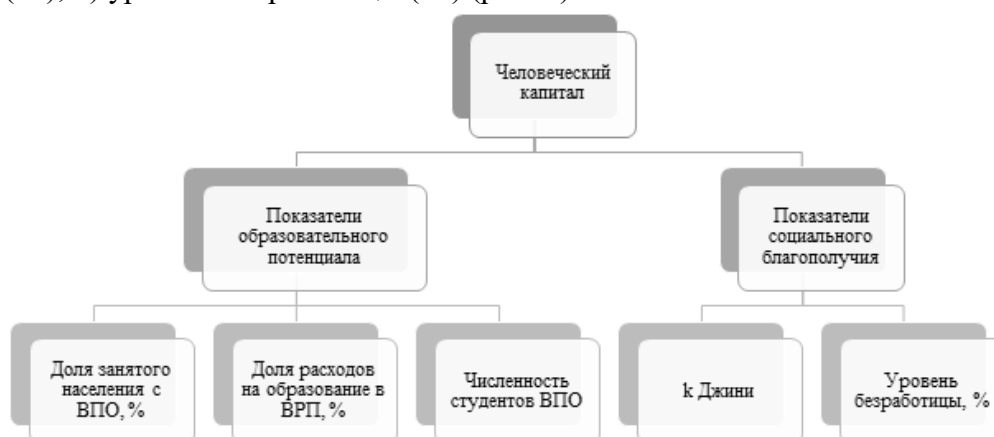 Человеческий
капитал
Показатели
образовательного
потенциала
Показатели
социального
благополучия
Доля занятого
населения с
ВПО, %
Доля расходов
на образование в
ВРП, %
Численность
студентов ВПО
k Джини
Уровень
безработицы, %